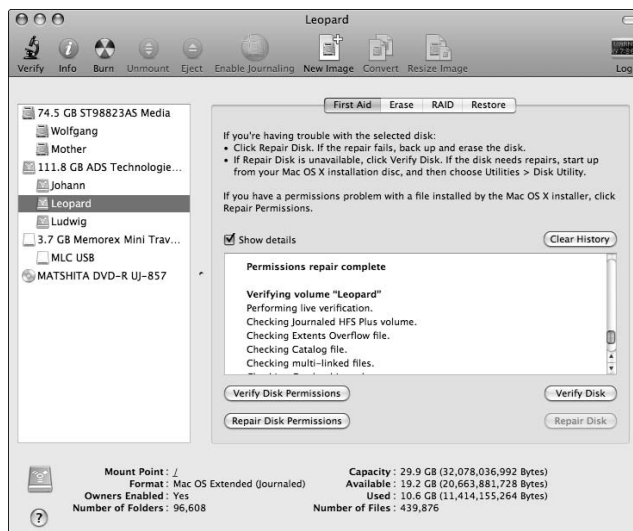 Leopard
Verify Info Burn Unmount Eject Enable Journaling New Image Convert Resize Image Log
74.5 GB ST98823AS Media
Wolfgang
Mother
111.8 GB ADS Technologie...
Johann
Leopard
Ludwig
3.7 GB Memorex Mini Trav...
MLC USB
MATSHITA DVD-R UJ-857
First Aid Erase RAID Restore
If you're having trouble with the selected disk:
• Click Repair Disk. If the repair fails, back up and erase the disk.
• If Repair Disk is unavailable, click Verify Disk. If the disk needs repairs, start up
from your Mac OS X installation disc, and then choose Utilities > Disk Utility.
If you have a permissions problem with a file installed by the Mac OS X installer, click
Repair Permissions.
Show details
Clear History
Permissions repair complete
Verifying volume "Leopard"
Performing live verification.
Checking Journaled HFS Plus volume.
Checking Extents Overflow file.
Checking Catalog file.
Checking multi-linked files.
Verify Disk Permissions
Verify Disk
Repair Disk Permissions
Repair Disk
Mount Point : /
Format : Mac OS Extended (Journaled)
Owners Enabled : Yes
Number of Folders : 96,608
Capacity : 29.9 GB (32,078,036,992 Bytes)
Available : 19.2 GB (20,663,881,728 Bytes)
Used : 10.6 GB (11,414,155,264 Bytes)
Number of Files : 439,876
?